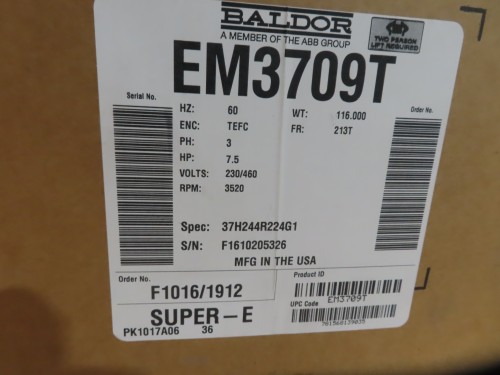 BALDOR
A MEMBER OF THE ABB GROUP
TWO PERSON
LIFT REQUIRED
EM3709T
Serial No.
Order No.
HZ: 60 WT: 116.000
ENC: TEFC FR: 213T
PH: 3
HP: 7.5
VOLTS: 230/460
RPM: 3520
Spec: 37H244R224G1
S/N: F1610205326
MFG IN THE USA
Order No.
F1016/1912
Product ID
EM3709T
UPC Code
781568139035
SUPER-E
PK1017A06 36